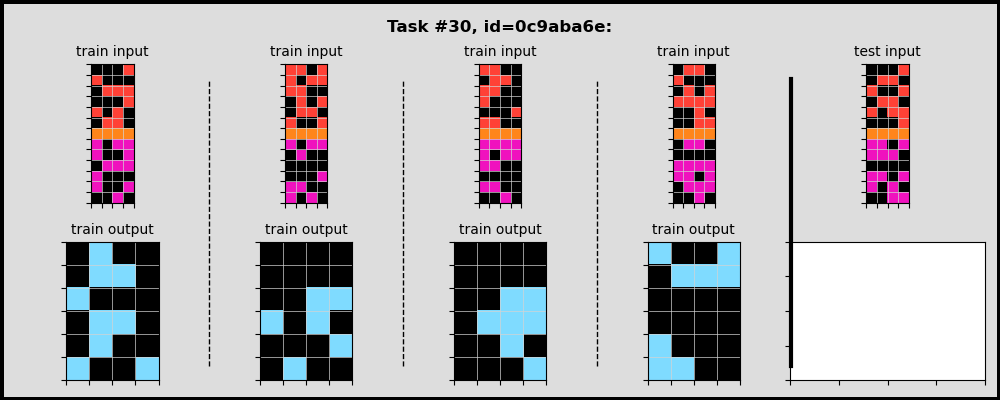 Task #30, id=0c9aba6e:
train input train input train input train input test input
train output train output train output train output